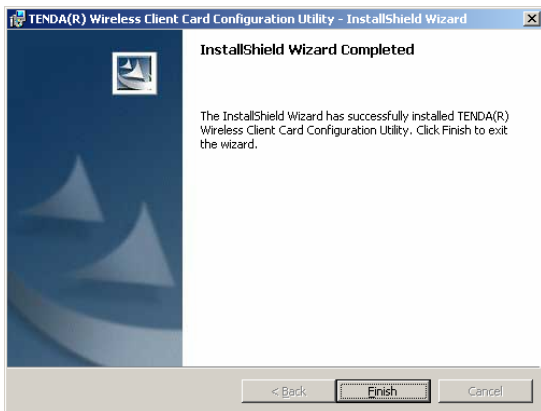 TENDA(R) Wireless Client Card Configuration Utility - InstallShield Wizard
InstallShield Wizard Completed
The InstallShield Wizard has successfully installed TENDA(R)
Wireless Client Card Configuration Utility. Click Finish to exit
the wizard.
< Back Finish Cancel